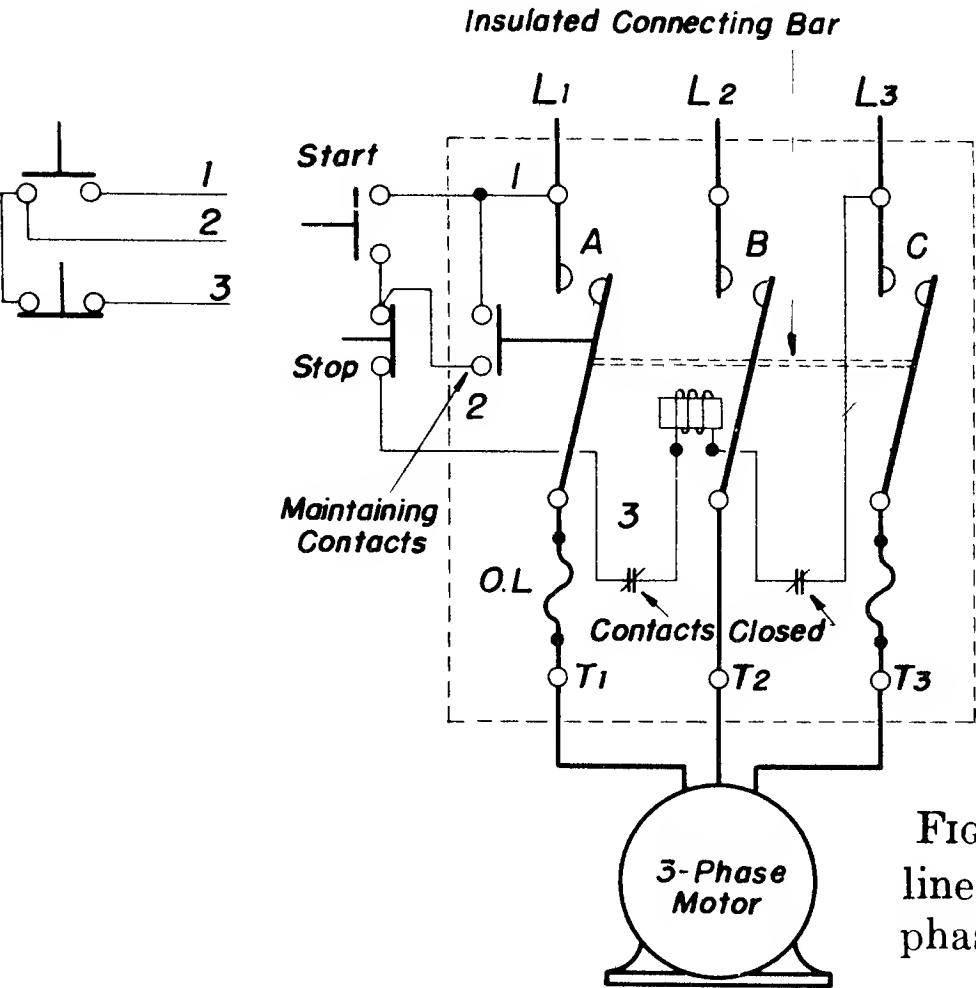 Insulated Connecting Bar
L1
L2
L3
Start
1
1
2
3
A
B
C
Stop
2
Maintaining
Contacts
3
O.L
Contacts Closed
T1
T2
T3
3-Phase
Motor
FIG
line
phas